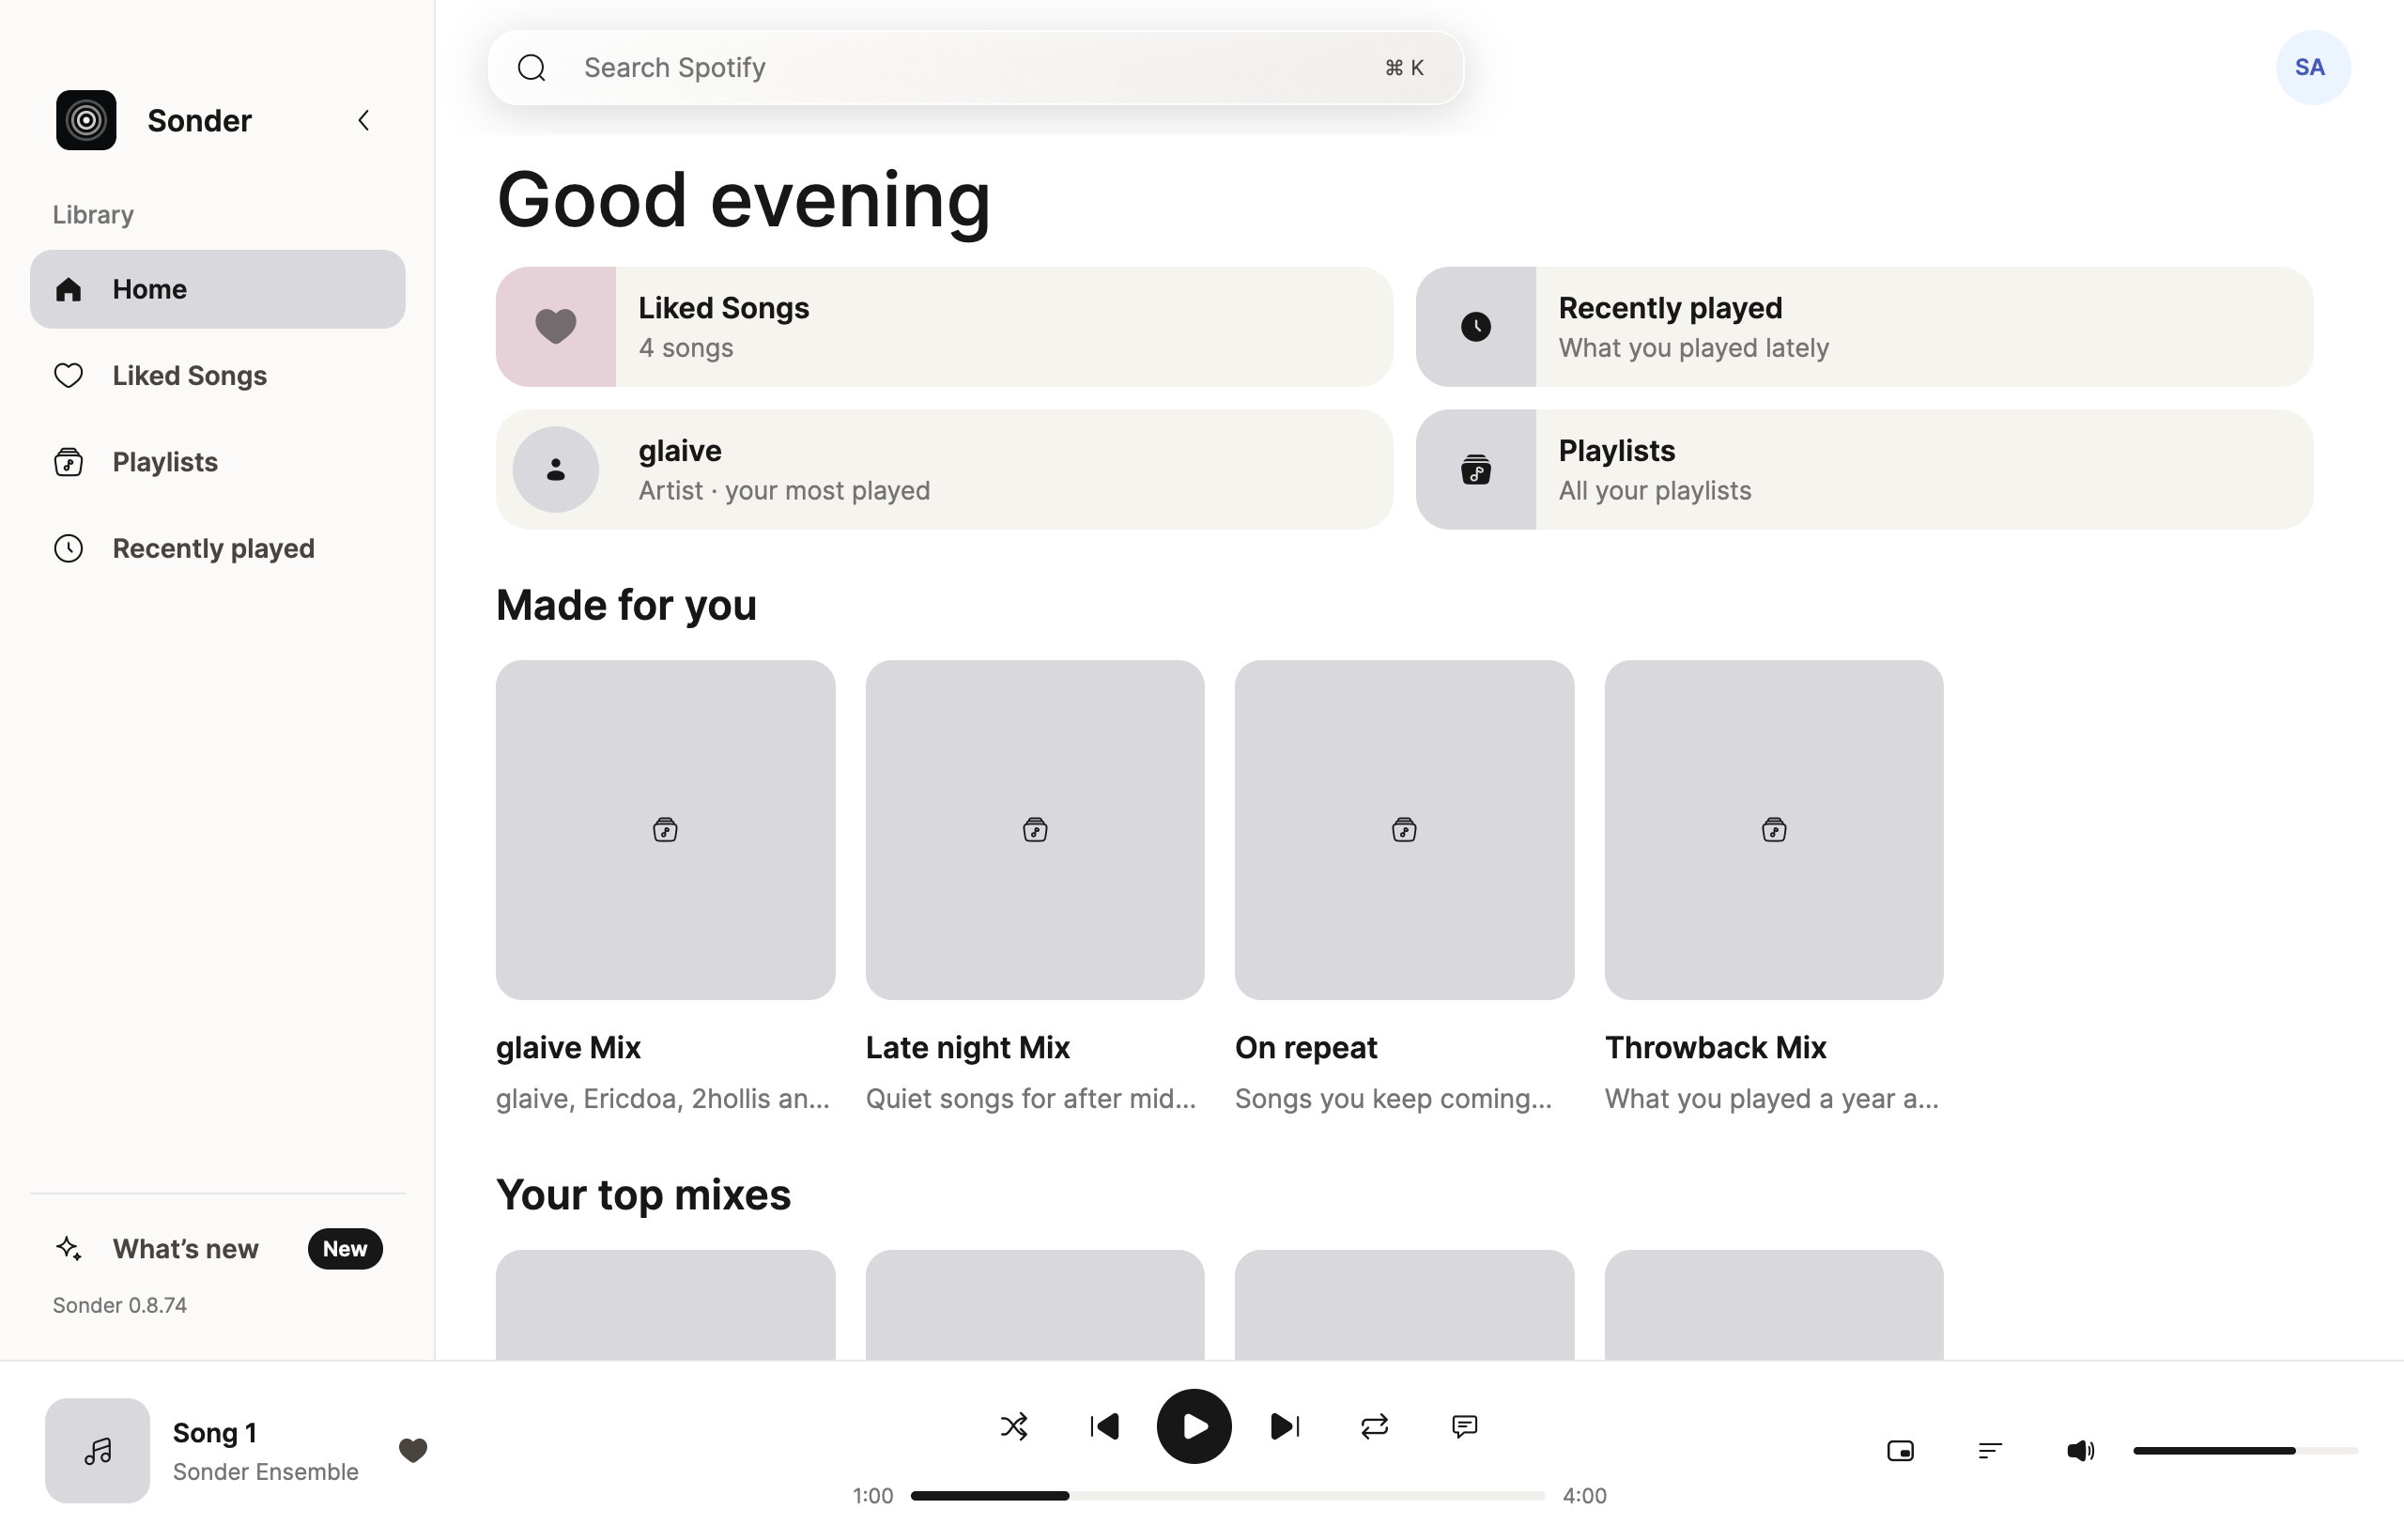 Search Spotify
⌘ K
SA
Sonder
Library
Home
Liked Songs
Playlists
Recently played
What’s new
New
Sonder 0.8.74
Good evening
Liked Songs
4 songs
Recently played
What you played lately
glaive
Artist · your most played
Playlists
All your playlists
Made for you
glaive Mix
glaive, Ericdoa, 2hollis an...
Late night Mix
Quiet songs for after mid...
On repeat
Songs you keep coming...
Throwback Mix
What you played a year a...
Your top mixes
Song 1
Sonder Ensemble
1:00
4:00